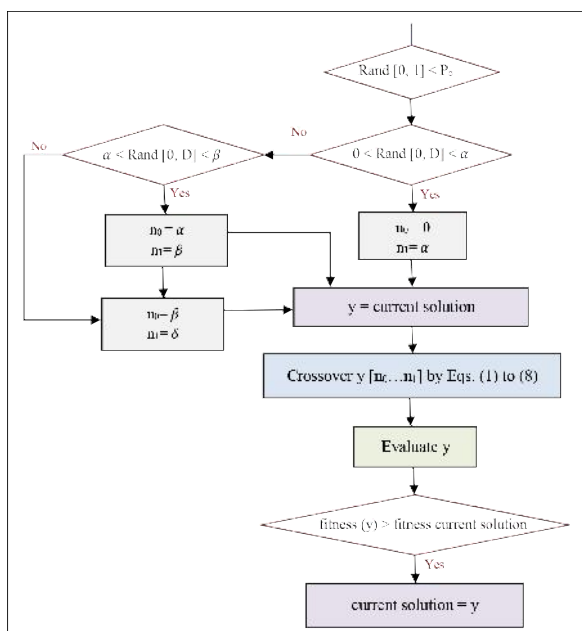 Rand [0, 1] < P
No
No
α < Rand [0, D] < β
0 < Rand [0, D] < α
Yes
Yes
n₀ = α
n₁ = β
n₀ = 0
n₁ = α
n₀ = β
n₁ = δ
y = current solution
Crossover y [n₀…n₁] by Eqs. (1) to (8)
Evaluate y
fitness (y) > fitness current solution
Yes
current solution = y